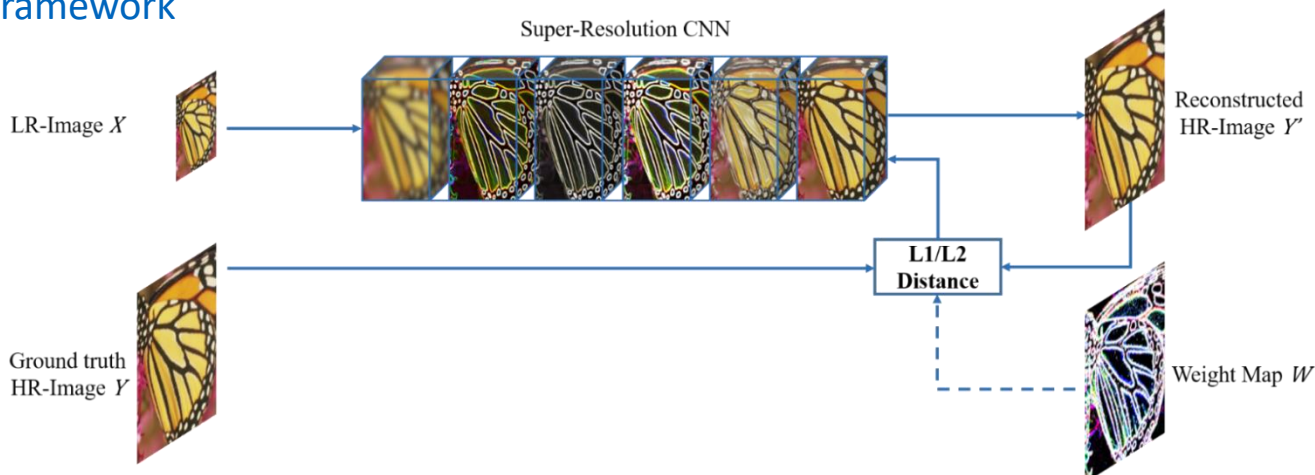 ramework
Super-Resolution CNN
LR-Image X
Reconstructed
HR-Image Y'
L1/L2
Distance
Ground truth
HR-Image Y
Weight Map W